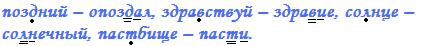 поздний – опоздал, здравствуй – здравие, солнце –
солнечный, пастбище – пасти.